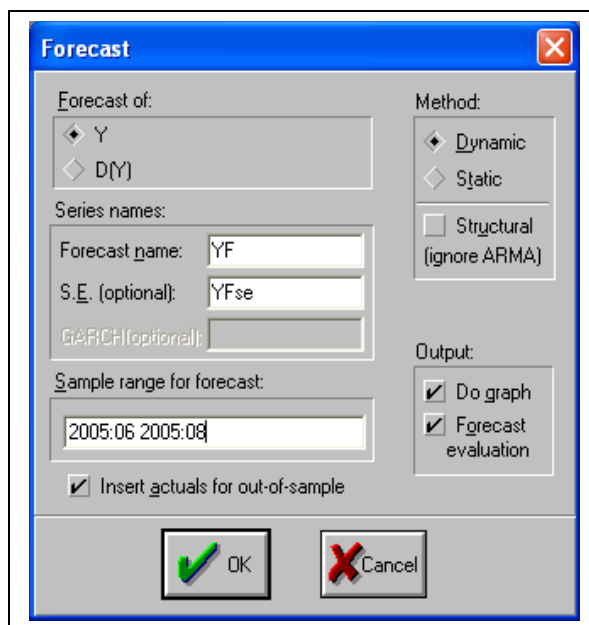 Forecast
Forecast of:
Y
D(Y)
Series names:
Forecast name: YF
S.E. (optional): YFse
GARCH(optional):
Sample range for forecast:
2005:06 2005:08
Insert actuals for out-of-sample
Method:
Dynamic
Static
Structural
(ignore ARMA)
Output:
Do graph
Forecast
evaluation
OK
Cancel